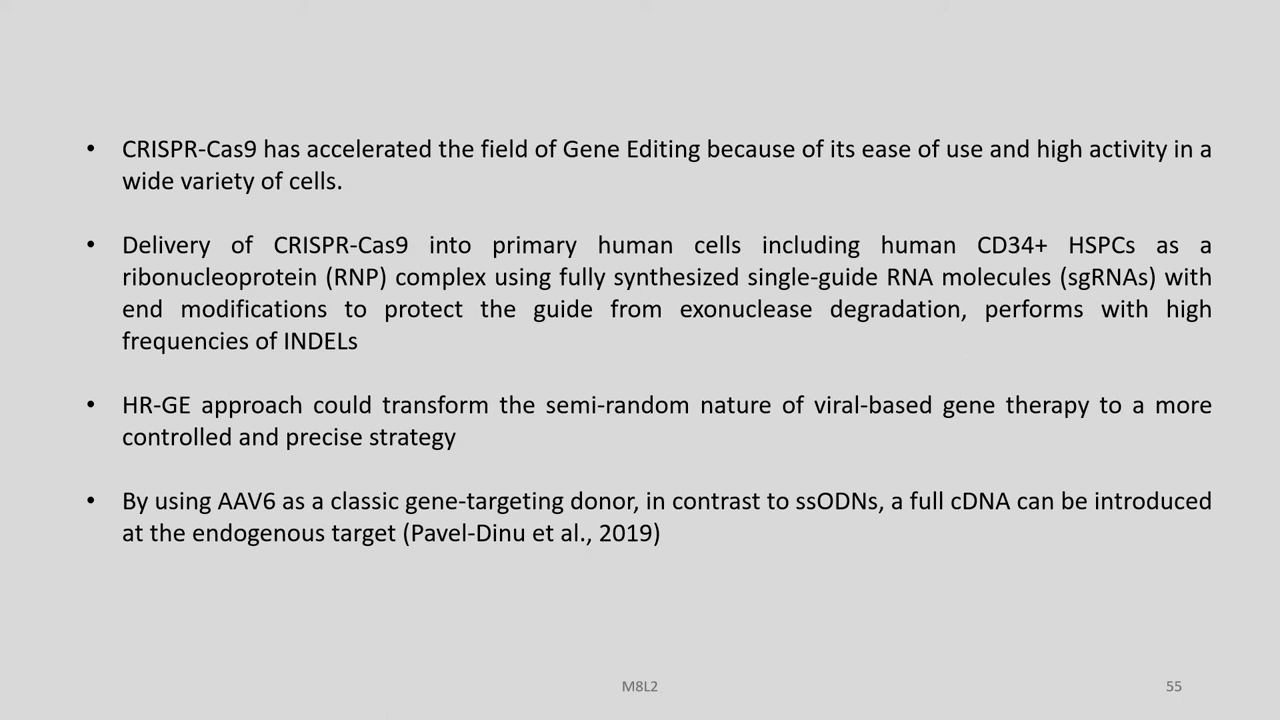 • CRISPR-Cas9 has accelerated the field of Gene Editing because of its ease of use and high activity in a
wide variety of cells.
• Delivery of CRISPR-Cas9 into primary human cells including human CD34+ HSPCs as a
ribonucleoprotein (RNP) complex using fully synthesized single-guide RNA molecules (sgRNAs) with
end modifications to protect the guide from exonuclease degradation, performs with high
frequencies of INDELs
• HR-GE approach could transform the semi-random nature of viral-based gene therapy to a more
controlled and precise strategy
• By using AAV6 as a classic gene-targeting donor, in contrast to ssODNs, a full cDNA can be introduced
at the endogenous target (Pavel-Dinu et al., 2019)
M8L2
55